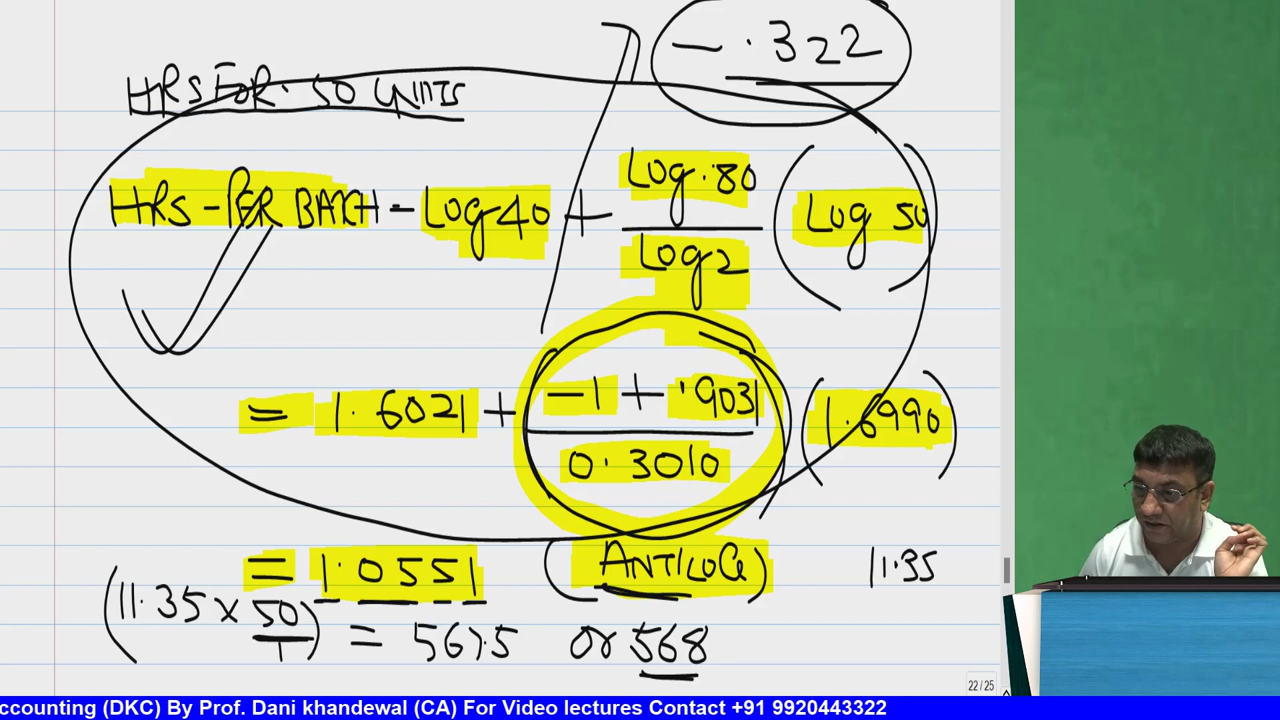 - .322
HRS FOR 50 UNITS
HRS - PER BATCH - Log 40 + Log .80 / Log 2 (Log 50)
= 1.6021 + -1 + .9031 / 0.3010 (1.6990)
= 1.0551 (ANTILOG) 11.35
(11.35 x 50/1) = 567.5 or 568
22 / 25
ccounting (DKC) By Prof. Dani khandewal (CA) For Video lectures Contact +91 9920443322